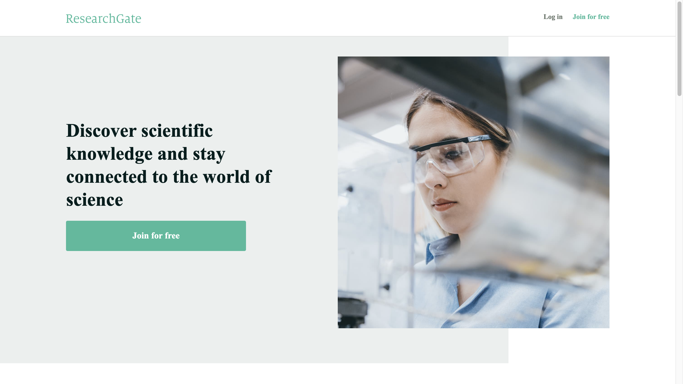 ResearchGate
Log in
Join for free
Discover scientific
knowledge and stay
connected to the world of
science
Join for free